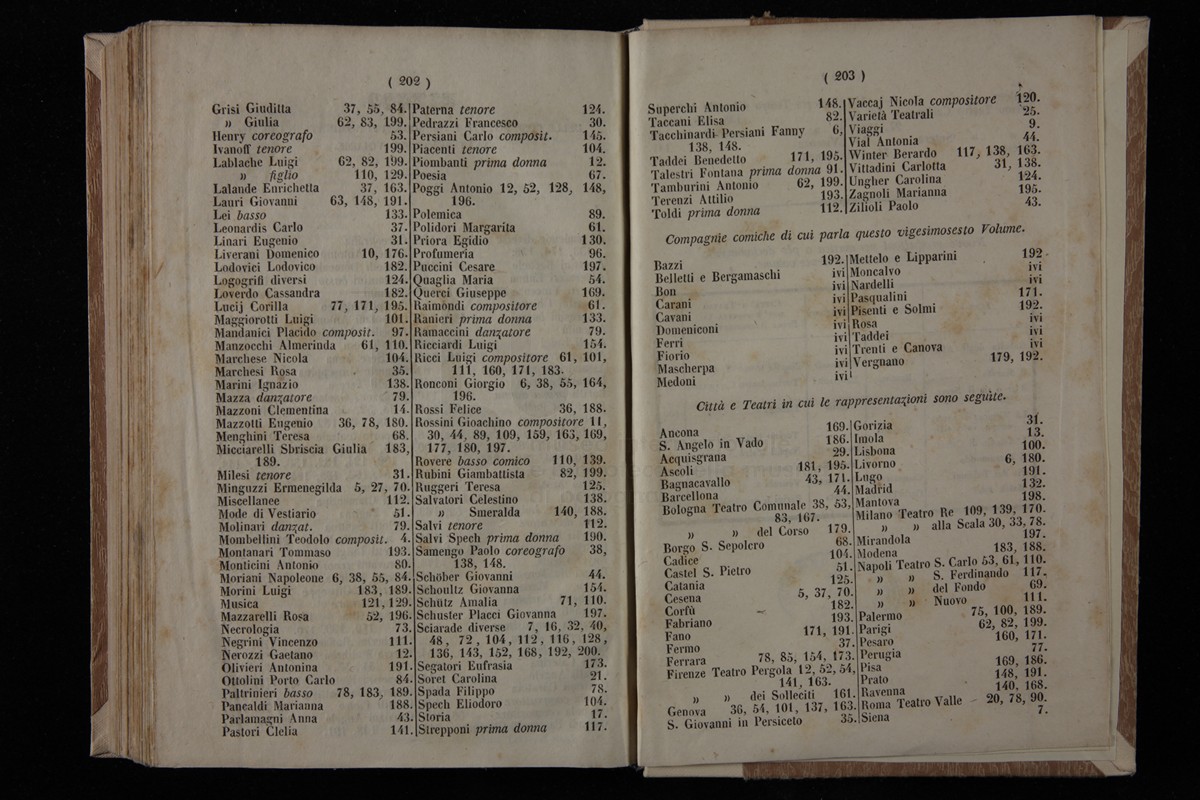 ( 202 )
Grisi Giuditta 37, 55, 84.
» Giulia 62, 83, 199.
Henry coreografo 53.
Ivanoff tenore 199.
Lablache Luigi 62, 82, 199.
» figlio 110, 129.
Lalande Enrichetta 37, 163.
Lauri Giovanni 63, 148, 191.
Lei basso 133.
Leonardis Carlo 37.
Linari Eugenio 31.
Liverani Domenico 10, 176.
Lodovici Lodovico 182.
Logogrifi diversi 124.
Loverdo Cassandra 182.
Lucij Corilla 77, 171, 195.
Maggiorotti Luigi 101.
Mandanici Placido composit. 97.
Manzocchi Almerinda 61, 110.
Marchese Nicola 104.
Marchesi Rosa 35.
Marini Ignazio 138.
Mazza danzatore 79.
Mazzoni Clementina 14.
Mazzotti Eugenio 36, 78, 180.
Menghini Teresa 68.
Micciarelli Sbriscia Giulia 183,
189.
Milesi tenore 31.
Minguzzi Ermenegilda 5, 27, 70.
Miscellanee 112.
Mode di Vestiario 51.
Molinari danzat. 79.
Mombellini Teodolo composit. 4.
Montanari Tommaso 193.
Monticini Antonio 80.
Moriani Napoleone 6, 38, 55, 84.
Morini Luigi 183, 189.
Musica 121, 129.
Mazzarelli Rosa 52, 196.
Necrologia 73.
Negrini Vincenzo 111.
Nerozzi Gaetano 12.
Olivieri Antonina 191.
Ottolini Porto Carlo 84.
Paltrinieri basso 78, 183, 189.
Pancaldi Marianna 188.
Parlamagni Anna 43.
Pastori Clelia 141.
Paterna tenore 124.
Pedrazzi Francesco 30.
Persiani Carlo composit. 145.
Piacenti tenore 104.
Piombanti prima donna 12.
Poesia 67.
Poggi Antonio 12, 52, 128, 148,
196.
Polemica 89.
Polidori Margarita 61.
Priora Egidio 130.
Profumeria 96.
Puccini Cesare 197.
Quaglia Maria 54.
Querci Giuseppe 169.
Raimondi compositore 61.
Ranieri prima donna 133.
Ramaccini danzatore 79.
Ricciardi Luigi 154.
Ricci Luigi compositore 61, 101,
111, 160, 171, 183.
Ronconi Giorgio 6, 38, 55, 164,
196.
Rossi Felice 36, 188.
Rossini Gioachino compositore 11,
30, 44, 89, 109, 159, 163, 169,
177, 180, 197.
Rovere basso comico 110, 139.
Rubini Giambattista 82, 199.
Ruggeri Teresa 125.
Salvatori Celestino 138.
» Smeralda 140, 188.
Salvi tenore 112.
Salvi Spech prima donna 190.
Samengo Paolo coreografo 38,
138, 148.
Schöber Giovanni 44.
Schoultz Giovanna 154.
Schütz Amalia 71, 110.
Schuster Placci Giovanna 197.
Sciarade diverse 7, 16, 32, 40,
48, 72, 104, 112, 116, 128,
136, 143, 152, 168, 192, 200.
Segatori Eufrasia 173.
Soret Carolina 21.
Spada Filippo 78.
Spech Eliodoro 104.
Storia 17.
Strepponi prima donna 117.
( 203 )
Superchi Antonio 148.
Taccani Elisa 82.
Tacchinardi Persiani Fanny 6,
138, 148.
Taddei Benedetto 171, 195.
Talestri Fontana prima donna 91.
Tamburini Antonio 62, 199.
Terenzi Attilio 193.
Toldi prima donna 112.
Vaccaj Nicola compositore 120.
Varietà Teatrali 25.
Viaggi 9.
Vial Antonia 44.
Winter Berardo 117, 138, 163.
Vittadini Carlotta 31, 138.
Ungher Carolina 124.
Zagnoli Marianna 195.
Zilioli Paolo 43.
Compagnie comiche di cui parla questo vigesimosesto Volume.
Bazzi 192.
Belletti e Bergamaschi ivi
Bon ivi
Carani ivi
Cavani ivi
Domeniconi ivi
Ferri ivi
Fiorio ivi
Mascherpa ivi
Medoni ivi
Mettelo e Lipparini 192
Moncalvo ivi
Nardelli ivi
Pasqualini 171.
Pisenti e Solmi 192.
Rosa ivi
Taddei ivi
Trenti e Canova ivi
Vergnano 179, 192.
Città e Teatri in cui le rappresentazioni sono seguite.
Ancona 169.
S. Angelo in Vado 186.
Acquisgrana 29.
Ascoli 181, 195.
Bagnacavallo 43, 171.
Barcellona 44.
Bologna Teatro Comunale 38, 53,
83, 167.
» » del Corso 179.
Borgo S. Sepolcro 68.
Cadice 104.
Castel S. Pietro 51.
Catania 125.
Cesena 5, 37, 70.
Corfù 182.
Fabriano 193.
Fano 171, 191.
Fermo 37.
Ferrara 78, 85, 154, 173.
Firenze Teatro Pergola 12, 52, 54,
141, 163.
» » dei Solleciti 161.
Genova 36, 54, 101, 137, 163.
S. Giovanni in Persiceto 35.
Gorizia 31.
Imola 13.
Lisbona 100.
Livorno 6, 180.
Lugo 191.
Madrid 132.
Mantova 198.
Milano Teatro Re 109, 139, 170.
» » alla Scala 30, 33, 78.
Mirandola 197.
Modena 183, 188.
Napoli Teatro S. Carlo 53, 61, 110.
» » S. Ferdinando 117.
» » del Fondo 69.
» » Nuovo 111.
Palermo 75, 100, 189.
Parigi 62, 82, 199.
Pesaro 160, 171.
Perugia 77.
Pisa 169, 186.
Prato 148, 191.
Ravenna 140, 168.
Roma Teatro Valle 20, 78, 90.
Siena 7.